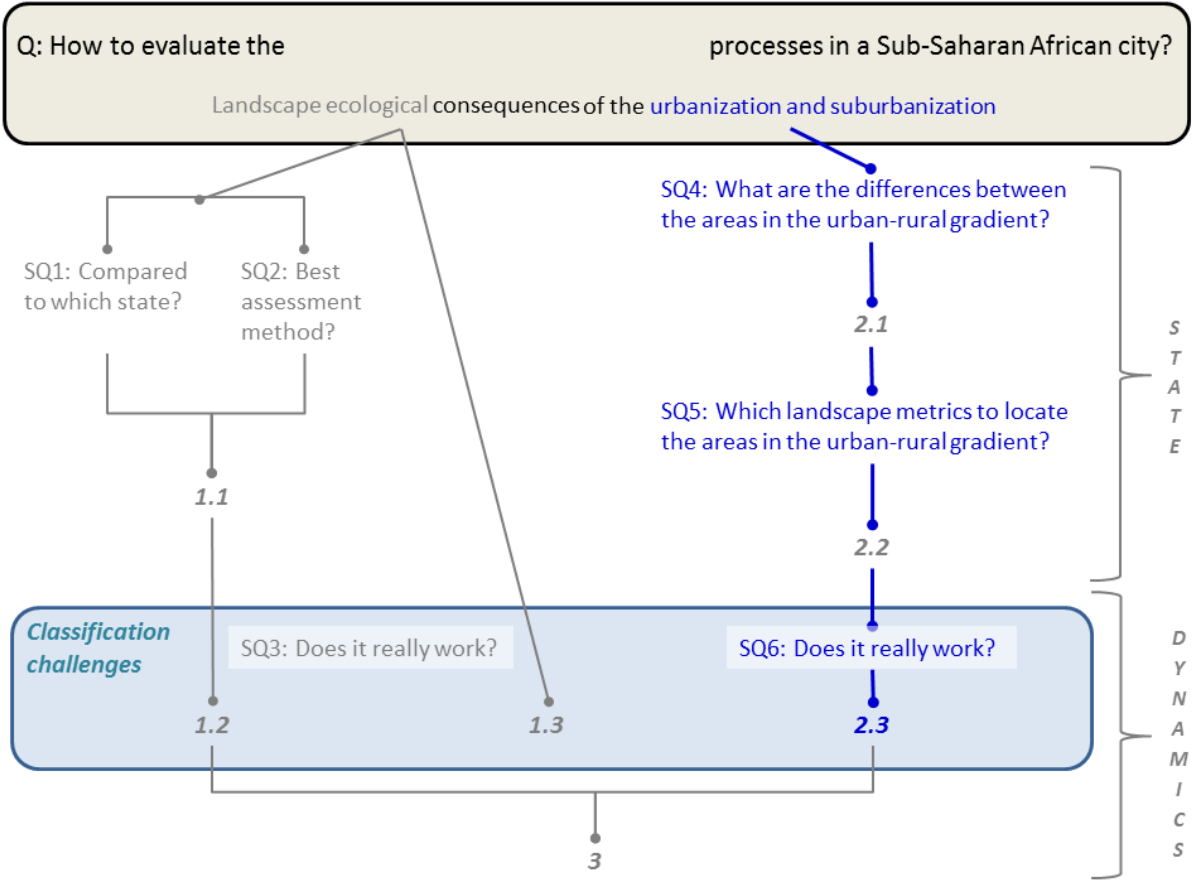 Q: How to evaluate the processes in a Sub-Saharan African city?
Landscape ecological consequences of the urbanization and suburbanization
SQ4: What are the differences between
the areas in the urban-rural gradient?
SQ1: Compared
to which state?
SQ2: Best
assessment
method?
2.1
SQ5: Which landscape metrics to locate
the areas in the urban-rural gradient?
1.1
2.2
STATE
Classification
challenges
SQ3: Does it really work?
SQ6: Does it really work?
1.2
1.3
2.3
DYNAMICS
3